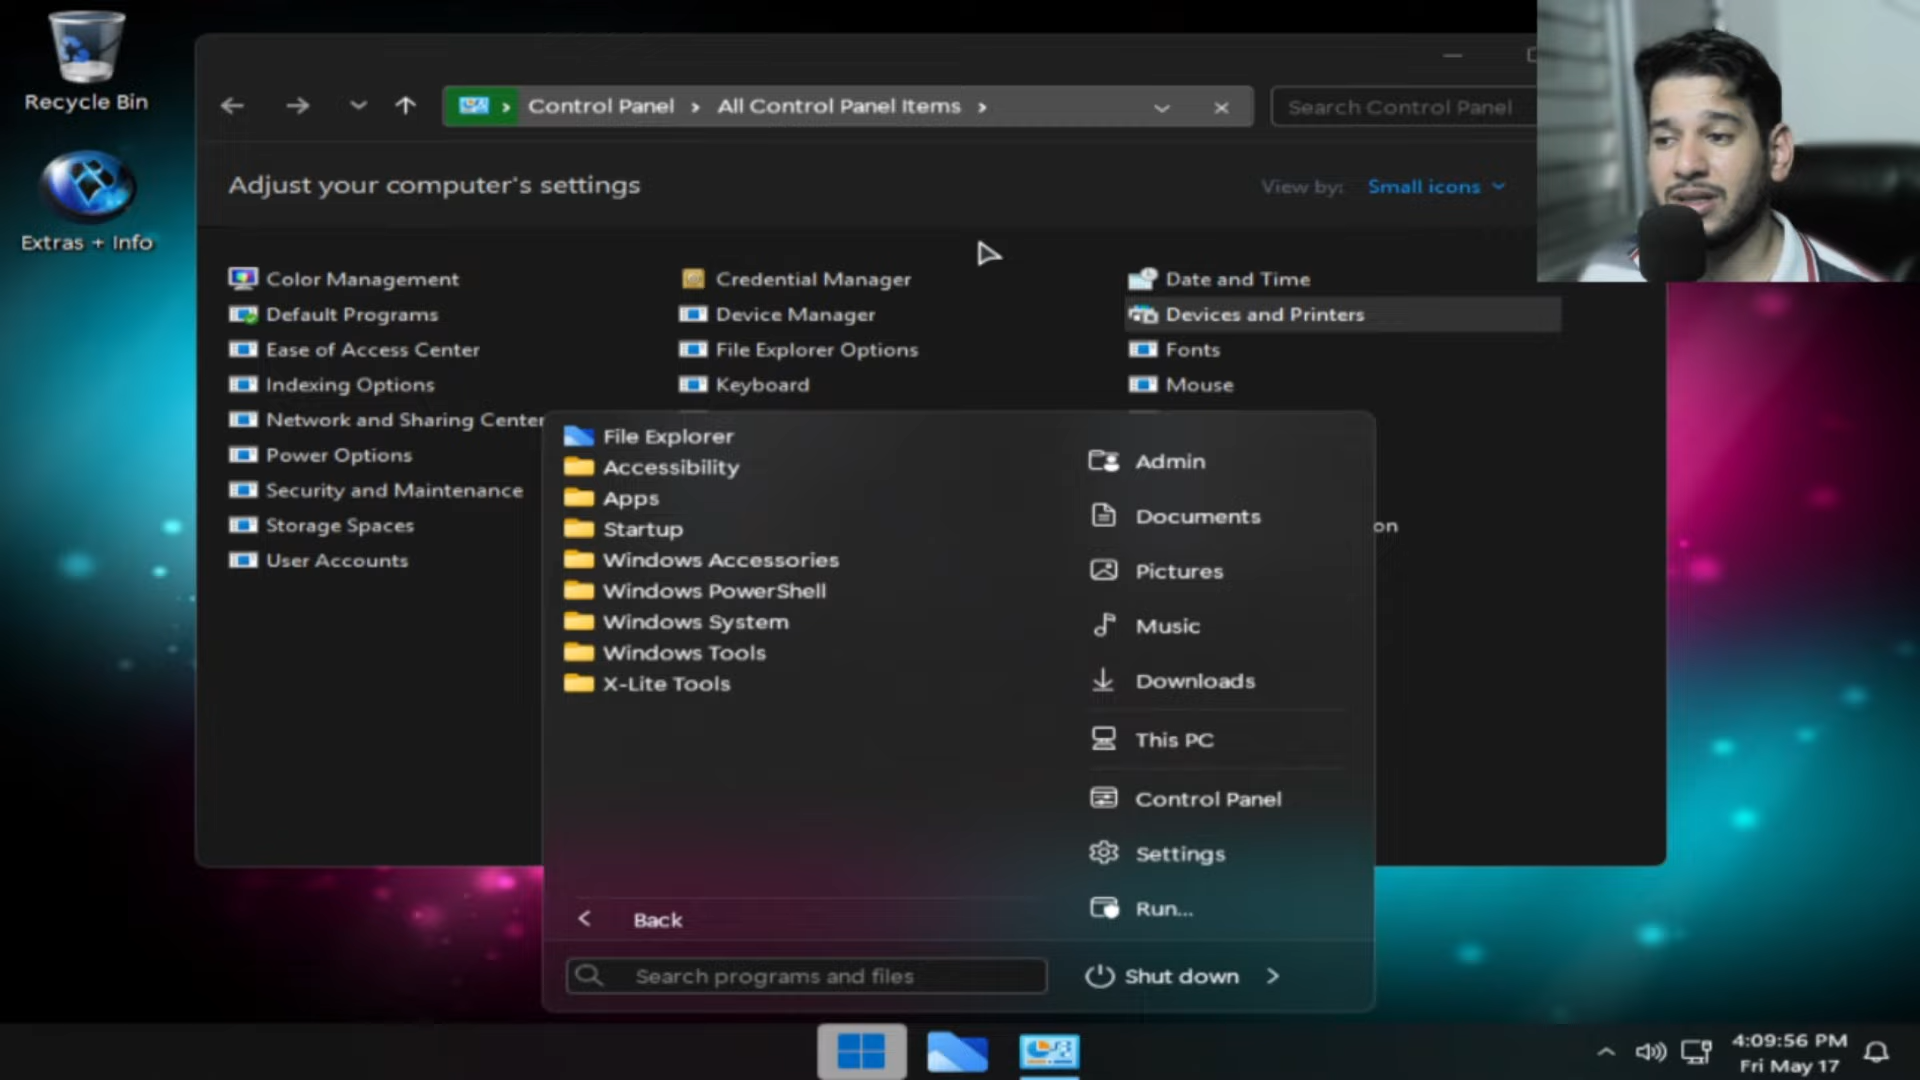 Recycle Bin
Extras + Info
Control Panel
All Control Panel Items
Search Control Panel
Adjust your computer's settings
View by:
Small icons
Color Management
Credential Manager
Date and Time
Default Programs
Device Manager
Devices and Printers
Ease of Access Center
File Explorer Options
Fonts
Indexing Options
Keyboard
Mouse
Network and Sharing Center
Power Options
Security and Maintenance
Storage Spaces
on
User Accounts
File Explorer
Accessibility
Apps
Startup
Windows Accessories
Windows PowerShell
Windows System
Windows Tools
X-Lite Tools
Back
Search programs and files
Admin
Documents
Pictures
Music
Downloads
This PC
Control Panel
Settings
Run...
Shut down
4:09:56 PM
Fri May 17